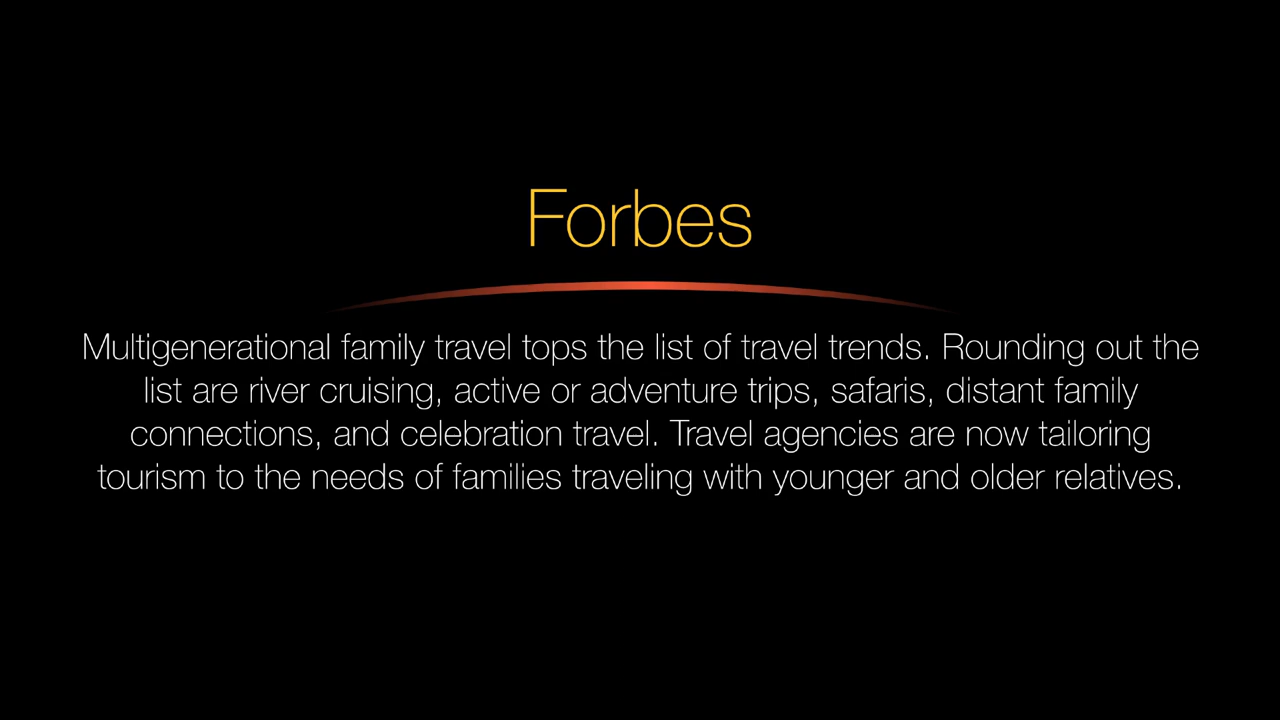 Forbes
Multigenerational family travel tops the list of travel trends. Rounding out the
list are river cruising, active or adventure trips, safaris, distant family
connections, and celebration travel. Travel agencies are now tailoring
tourism to the needs of families traveling with younger and older relatives.